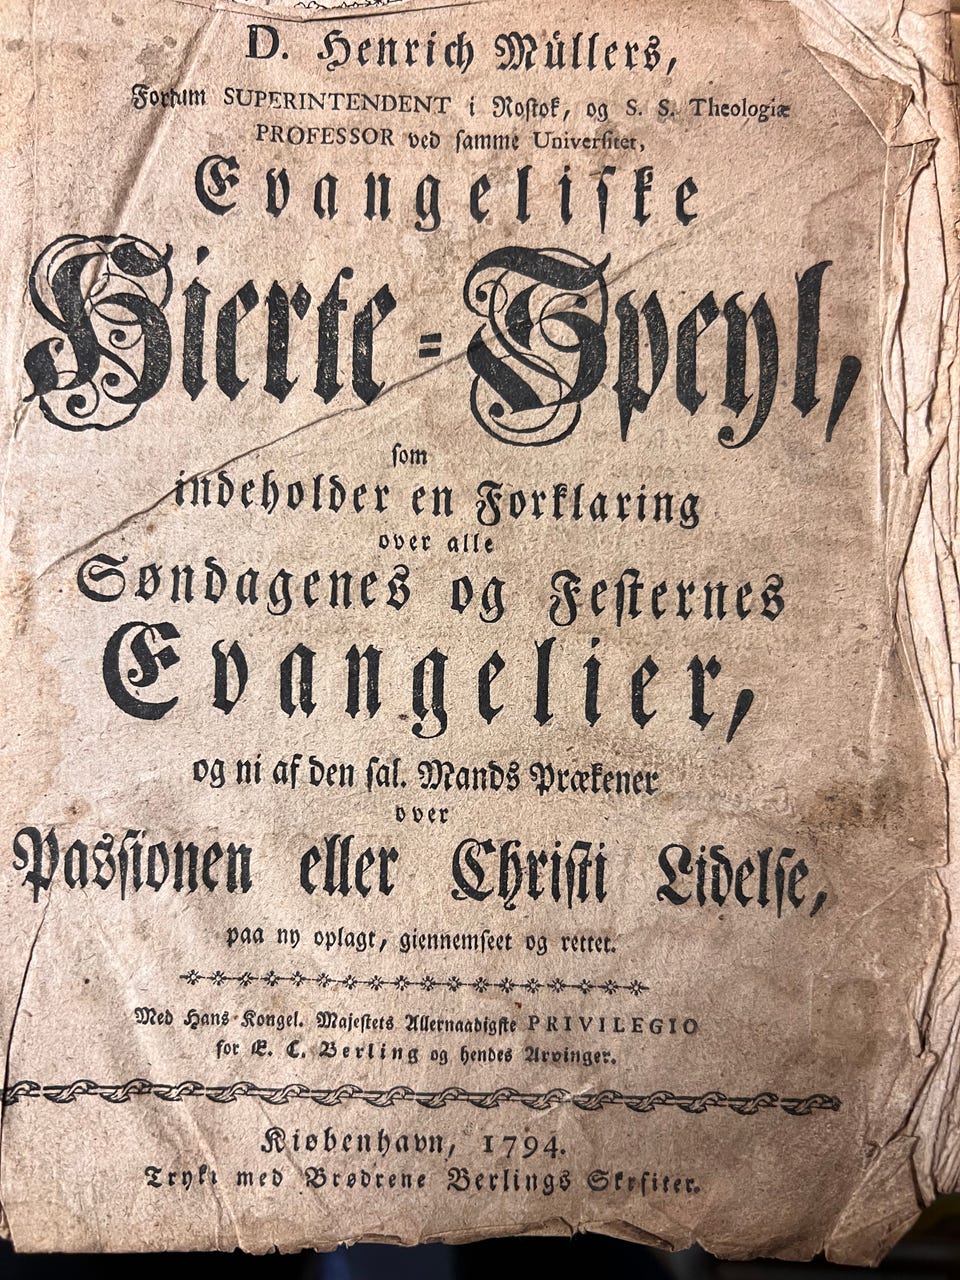 D. Henrich Müllers,
Fordum SUPERINTENDENT i Rostok, og S. S. Theologiæ
PROFESSOR ved samme Universitet,
Evangeliske
Hierte=Speyl,
som
indeholder en Forklaring
over alle
Søndagenes og Festernes
Evangelier,
og ni af den sal. Mands Prækener
over
Passionen eller Christi Lidelse,
paa ny oplagt, giennemseet og rettet.
Med Hans Kongel. Majestets Allernaadigste PRIVILEGIO
for E. C. Berling og hendes Arvinger.
Kiøbenhavn, 1794.
Trykt med Brødrene Berlings Skrifter.